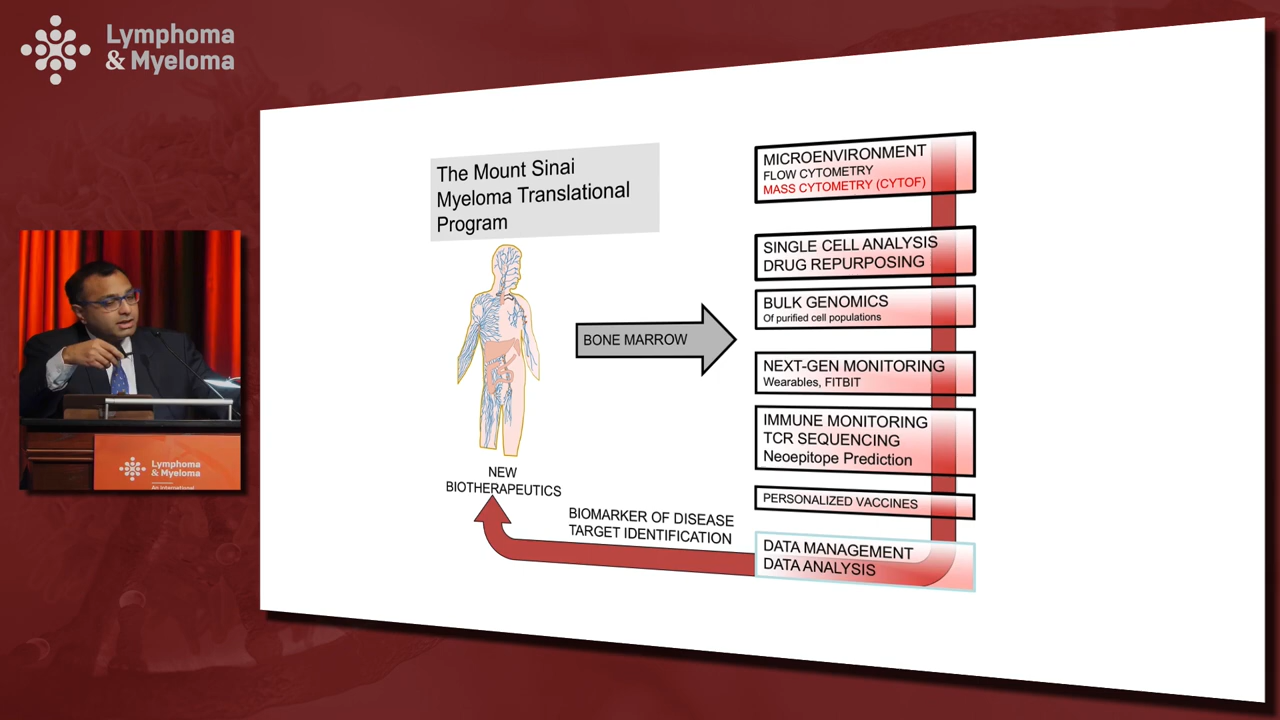 Lymphoma
& Myeloma
The Mount Sinai
Myeloma Translational
Program
MICROENVIRONMENT
FLOW CYTOMETRY
MASS CYTOMETRY (CYTOF)
SINGLE CELL ANALYSIS
DRUG REPURPOSING
BULK GENOMICS
Of purified cell populations
BONE MARROW
NEXT-GEN MONITORING
Wearables, FITBIT
IMMUNE MONITORING
TCR SEQUENCING
Neoepitope Prediction
NEW
BIOTHERAPEUTICS
PERSONALIZED VACCINES
BIOMARKER OF DISEASE
TARGET IDENTIFICATION
DATA MANAGEMENT
DATA ANALYSIS
Lymphoma
& Myeloma
An International